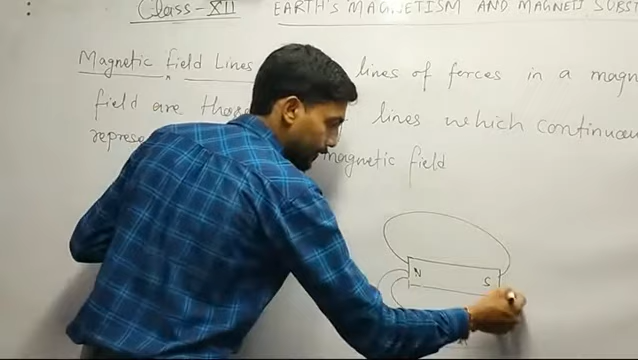 Class-XII EARTH'S MAGNETISM AND MAGNETS SUBST
Magnetic field Lines lines of forces in a magn
field are those lines which continuous
represe magnetic field
N S